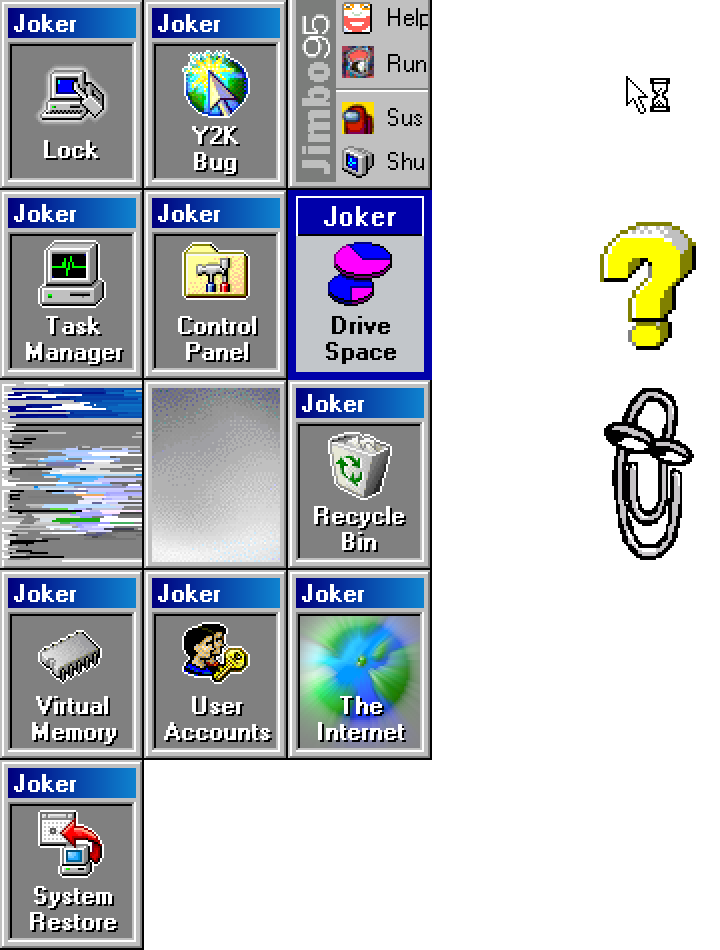 Joker
Lock
Joker
Y2K
Bug
Jimbo95
Help
Run
Sus
Shu
Joker
Task
Manager
Joker
Control
Panel
Joker
Drive
Space
Joker
Recycle
Bin
Joker
Virtual
Memory
Joker
User
Accounts
Joker
The
Internet
Joker
System
Restore
?